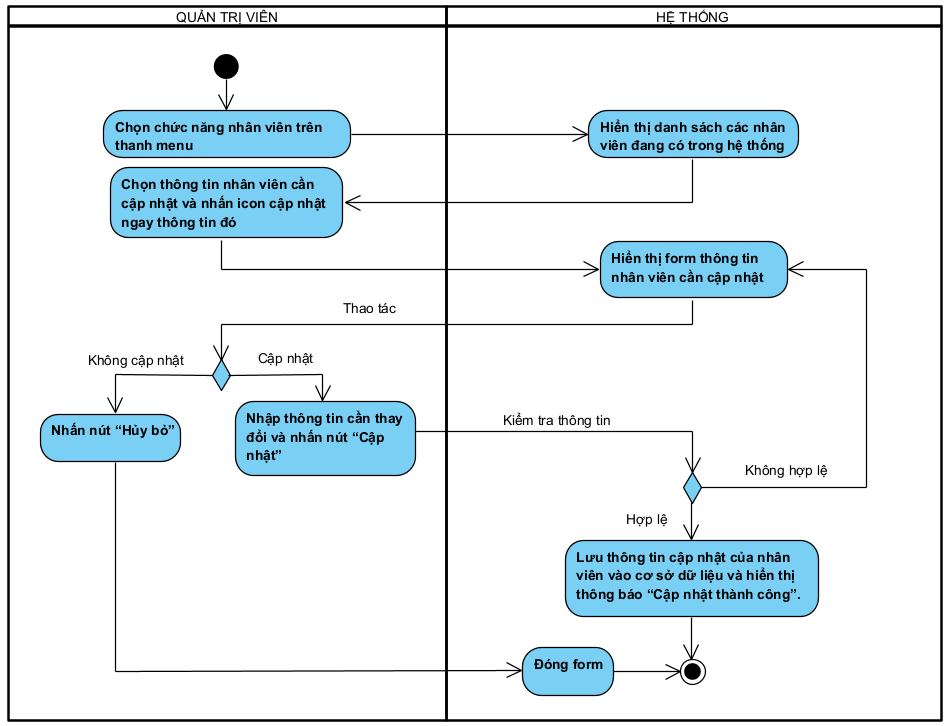 QUẢN TRỊ VIÊN
HỆ THỐNG
Chọn chức năng nhân viên trên
thanh menu
Hiển thị danh sách các nhân
viên đang có trong hệ thống
Chọn thông tin nhân viên cần
cập nhật và nhấn icon cập nhật
ngay thông tin đó
Hiển thị form thông tin
nhân viên cần cập nhật
Thao tác
Không cập nhật
Cập nhật
Nhấn nút “Hủy bỏ”
Nhập thông tin cần thay
đổi và nhấn nút “Cập
nhật”
Kiểm tra thông tin
Không hợp lệ
Hợp lệ
Lưu thông tin cập nhật của nhân
viên vào cơ sở dữ liệu và hiển thị
thông báo “Cập nhật thành công”.
Đóng form